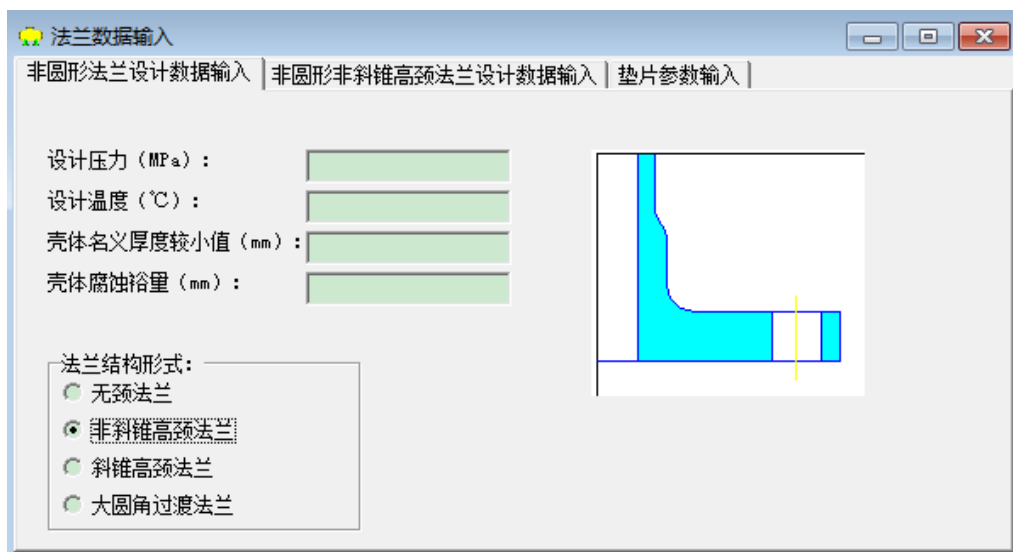 法兰数据输入
非圆形法兰设计数据输入 非圆形非斜锥高颈法兰设计数据输入 垫片参数输入
设计压力（MPa）：
设计温度（℃）：
壳体名义厚度较小值（mm）：
壳体腐蚀裕量（mm）：
法兰结构形式：
无颈法兰
非斜锥高颈法兰
斜锥高颈法兰
大圆角过渡法兰